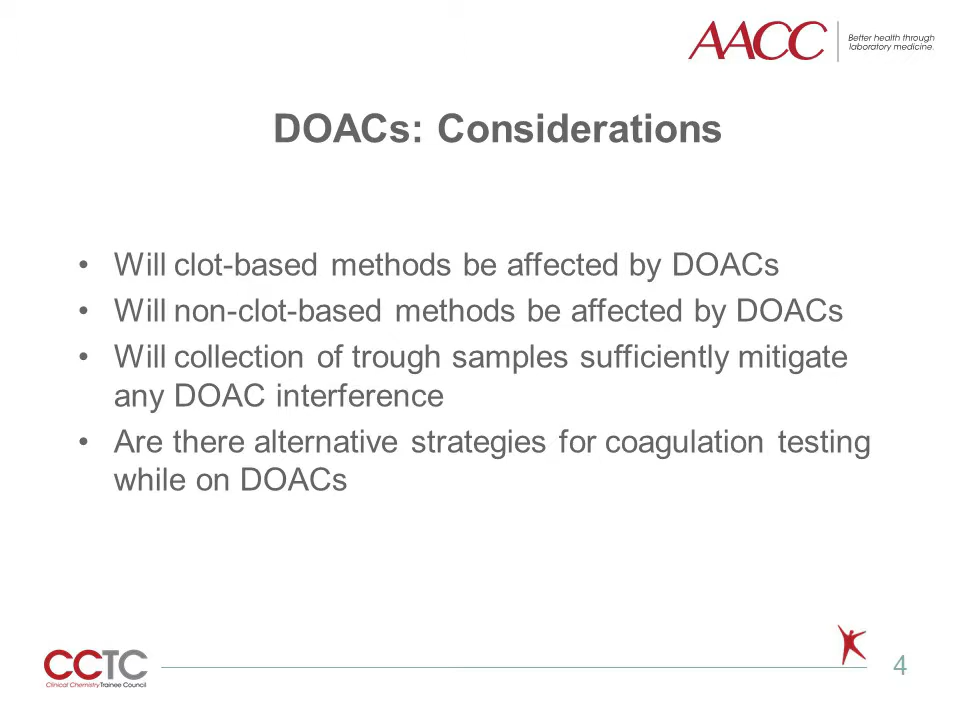 AACC
Better health through
laboratory medicine.
DOACs: Considerations
• Will clot-based methods be affected by DOACs
• Will non-clot-based methods be affected by DOACs
• Will collection of trough samples sufficiently mitigate
any DOAC interference
• Are there alternative strategies for coagulation testing
while on DOACs
CCTC
Clinical Chemistry Trainee Council
4